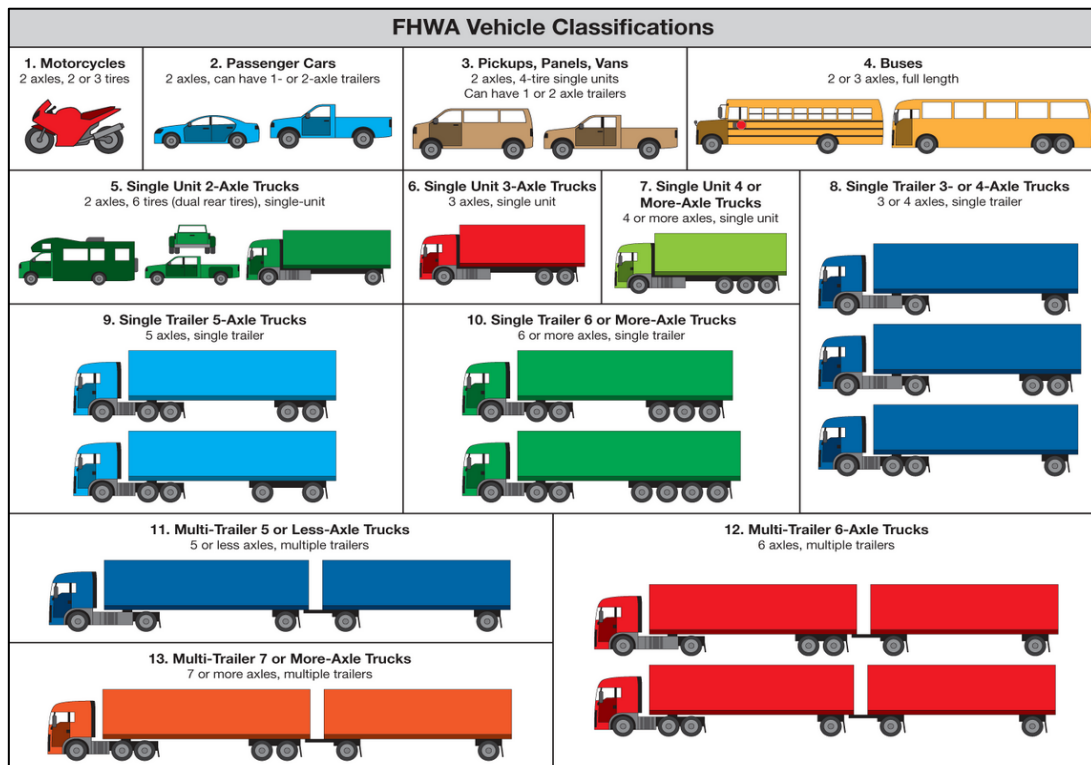 FHWA Vehicle Classifications
1. Motorcycles
2 axles, 2 or 3 tires
2. Passenger Cars
2 axles, can have 1- or 2-axle trailers
3. Pickups, Panels, Vans
2 axles, 4-tire single units
Can have 1 or 2 axle trailers
4. Buses
2 or 3 axles, full length
5. Single Unit 2-Axle Trucks
2 axles, 6 tires (dual rear tires), single-unit
6. Single Unit 3-Axle Trucks
3 axles, single unit
7. Single Unit 4 or
More-Axle Trucks
4 or more axles, single unit
8. Single Trailer 3- or 4-Axle Trucks
3 or 4 axles, single trailer
9. Single Trailer 5-Axle Trucks
5 axles, single trailer
10. Single Trailer 6 or More-Axle Trucks
6 or more axles, single trailer
11. Multi-Trailer 5 or Less-Axle Trucks
5 or less axles, multiple trailers
12. Multi-Trailer 6-Axle Trucks
6 axles, multiple trailers
13. Multi-Trailer 7 or More-Axle Trucks
7 or more axles, multiple trailers